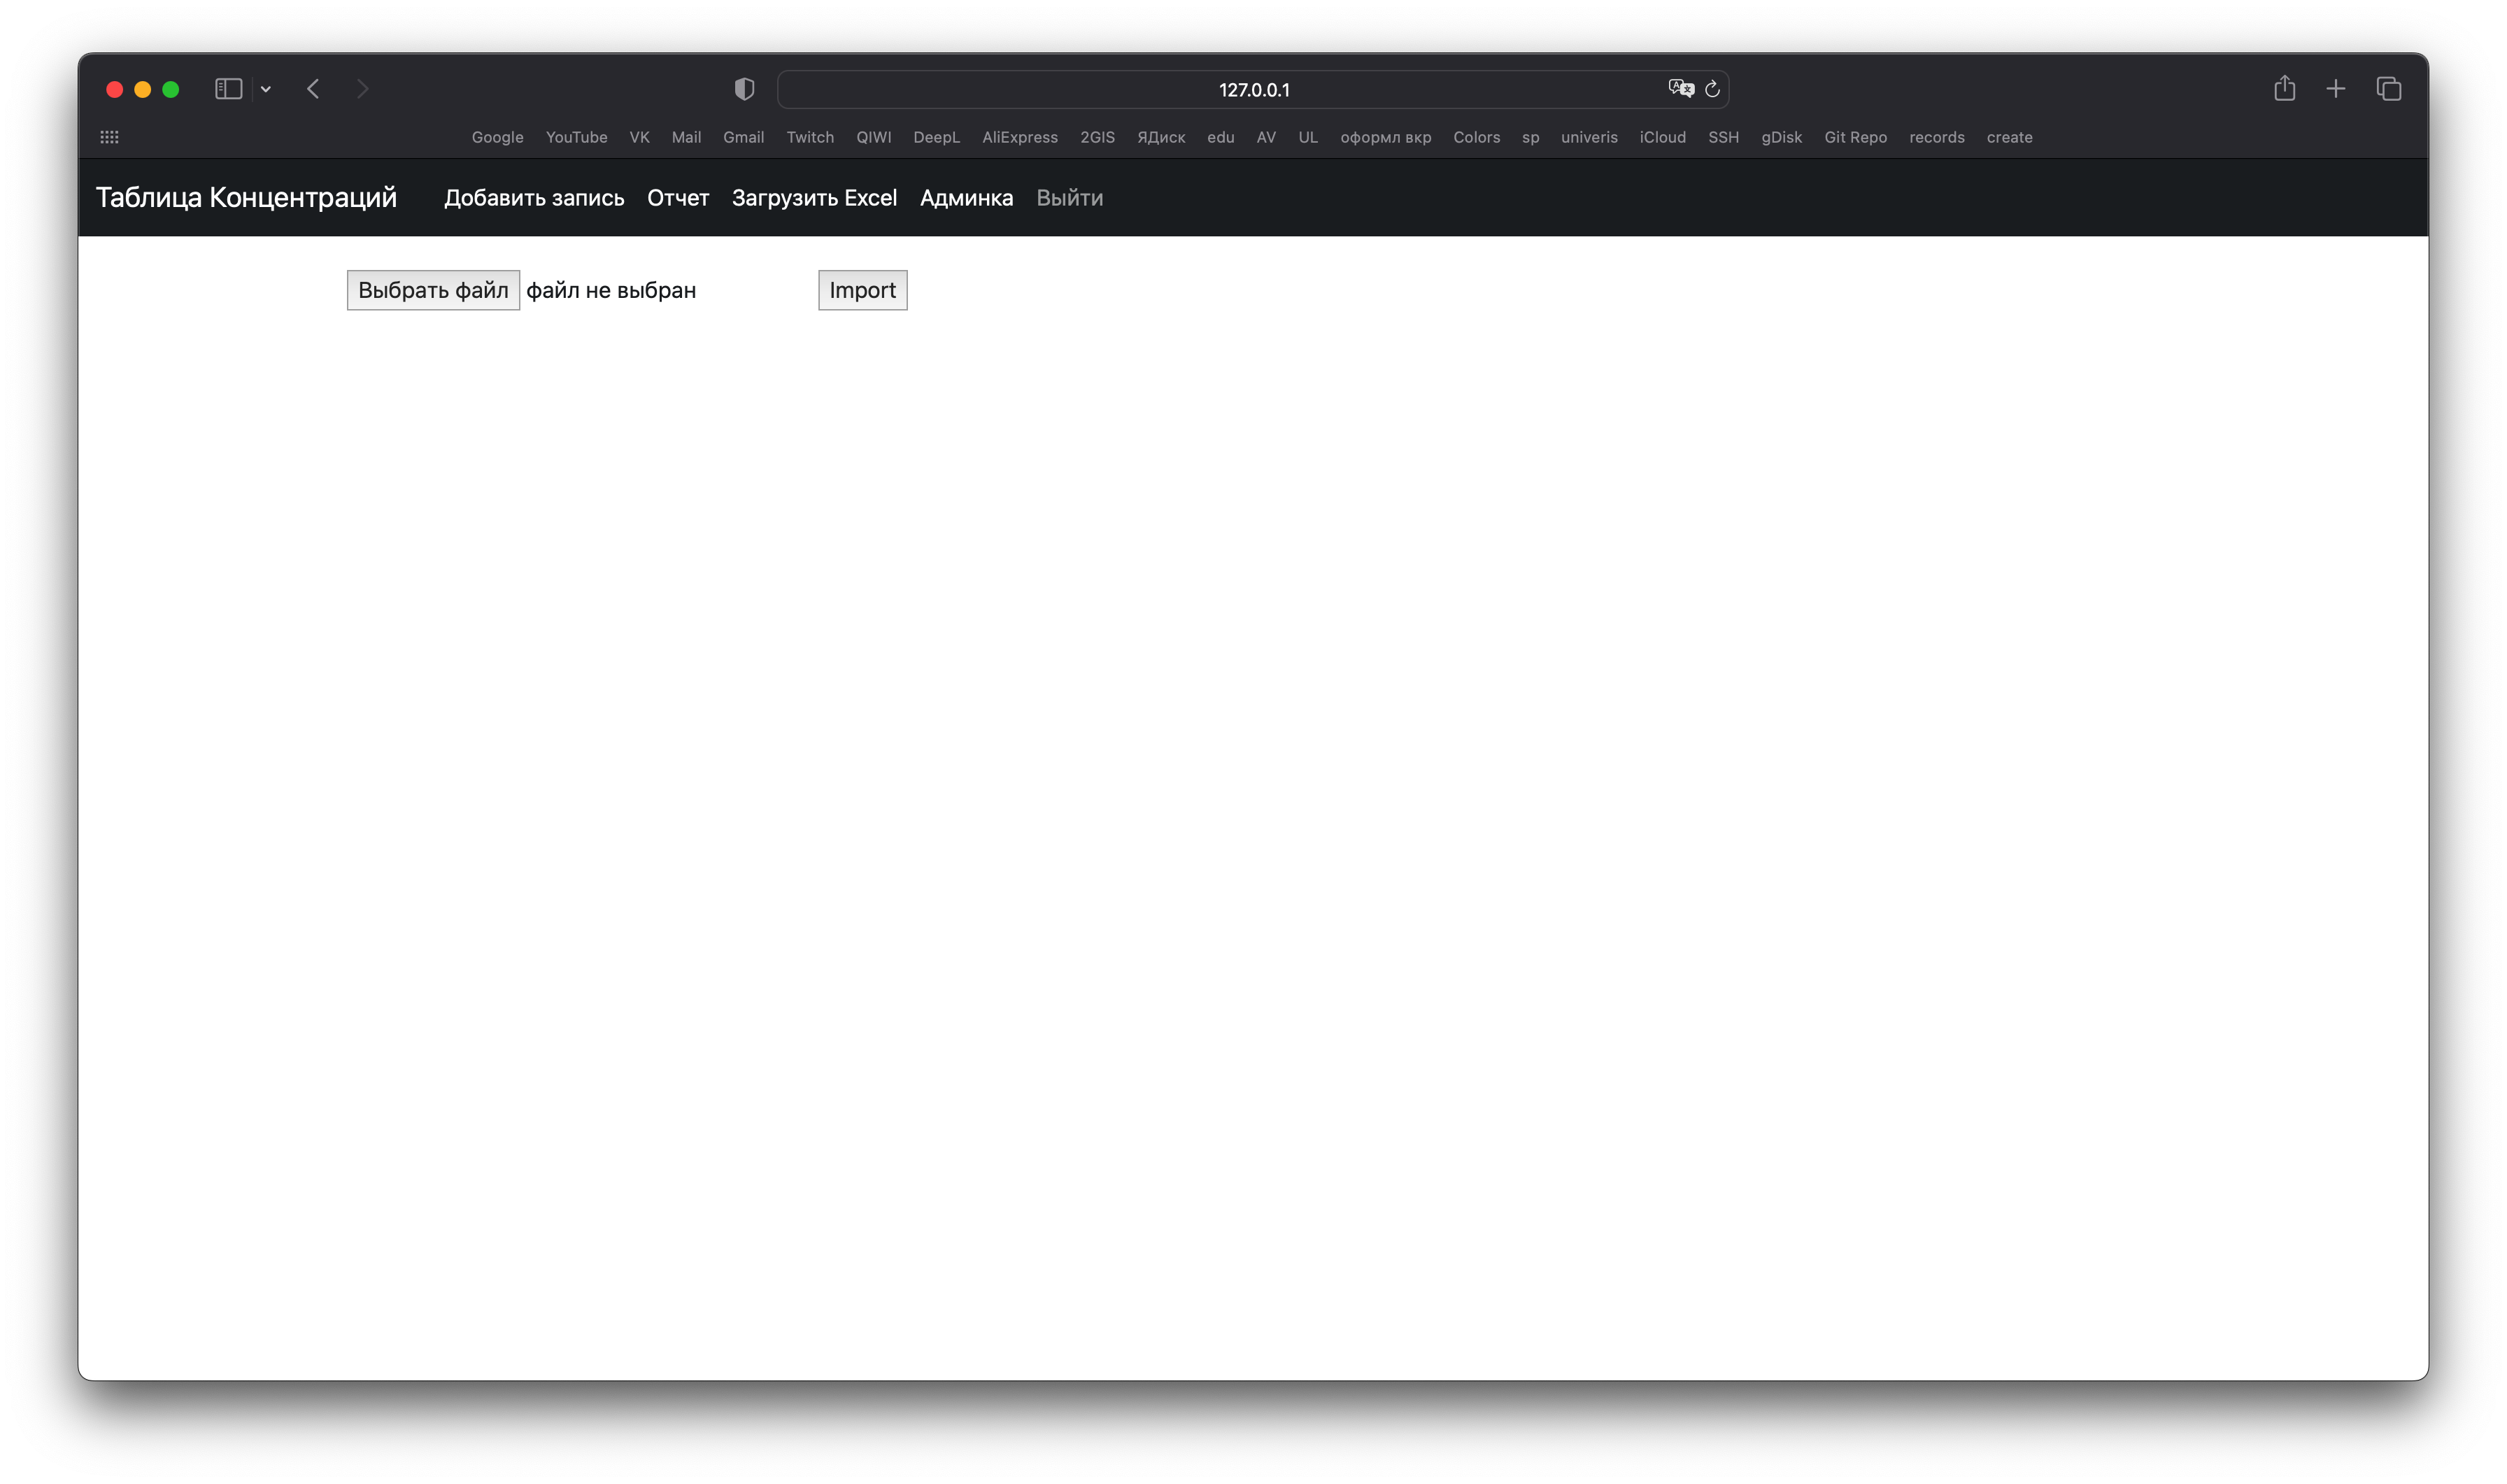 127.0.0.1
Google YouTube VK Mail Gmail Twitch QIWI DeepL AliExpress 2GIS ЯДиск edu AV UL оформл вкр Colors sp univeris iCloud SSH gDisk Git Repo records create
Таблица Концентраций Добавить запись Отчет Загрузить Excel Админка Выйти
Выбрать файл файл не выбран Import